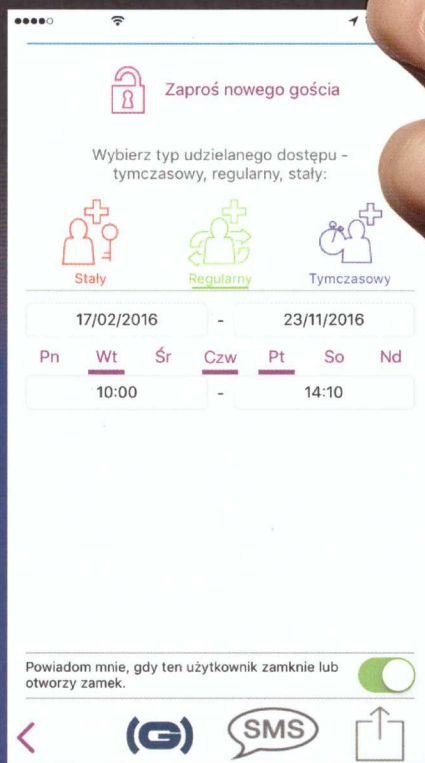 Zaproś nowego gościa
Wybierz typ udzielanego dostępu -
tymczasowy, regularny, stały:
Stały Regularny Tymczasowy
17/02/2016 - 23/11/2016
Pn Wt Śr Czw Pt So Nd
10:00 - 14:10
Powiadom mnie, gdy ten użytkownik zamknie lub
otworzy zamek.
(G) SMS